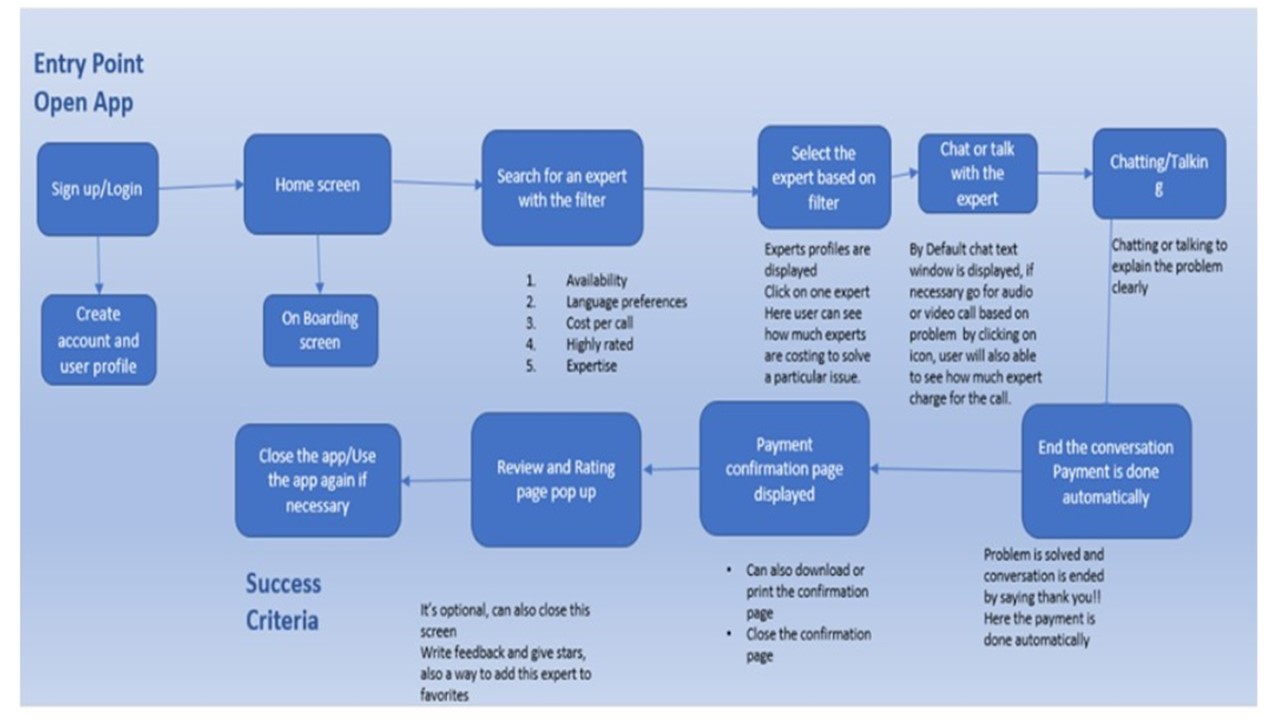 Entry Point
Open App
Sign up/Login
Home screen
Search for an expert
with the filter
Select the
expert based on
filter
Chat or talk
with the
expert
Chatting/Talkin
g
Create
account and
user profile
On Boarding
screen
1. Availability
2. Language preferences
3. Cost per call
4. Highly rated
5. Expertise
Experts profiles are
displayed
Click on one expert
Here user can see
how much experts
are costing to solve
a particular issue.
By Default chat text
window is displayed, if
necessary go for audio
or video call based on
problem by clicking on
icon, user will also able
to see how much expert
charge for the call.
Chatting or talking to
explain the problem
clearly
End the conversation
Payment is done
automatically
Payment
confirmation page
displayed
Review and Rating
page pop up
Close the app/Use
the app again if
necessary
Problem is solved and
conversation is ended
by saying thank you!!
Here the payment is
done automatically
• Can also download or
print the confirmation
page
• Close the confirmation
page
It's optional, can also close this
screen
Write feedback and give stars,
also a way to add this expert to
favorites
Success
Criteria